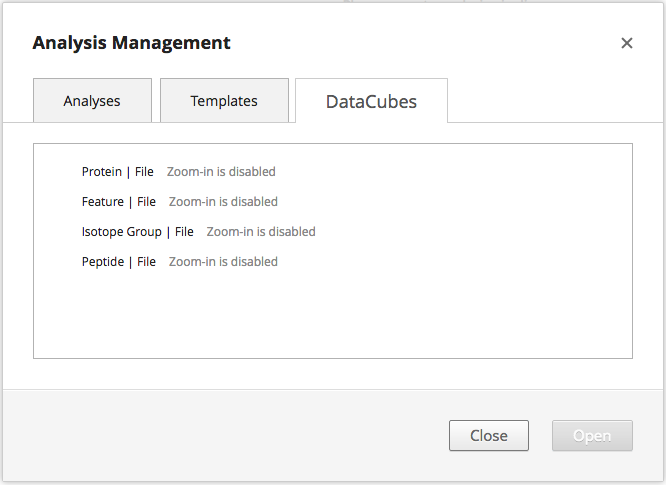 Analysis Management
Analyses
Templates
DataCubes
Protein | File Zoom-in is disabled
Feature | File Zoom-in is disabled
Isotope Group | File Zoom-in is disabled
Peptide | File Zoom-in is disabled
Close
Open